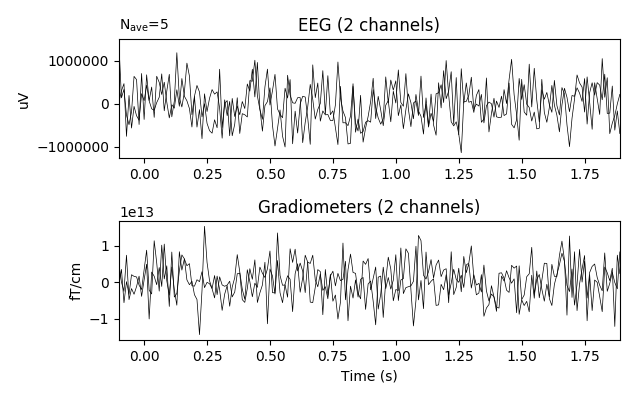 Nave=5
EEG (2 channels)
uV
1000000
0
−1000000
0.00 0.25 0.50 0.75 1.00 1.25 1.50 1.75
1e13
Gradiometers (2 channels)
fT/cm
1
0
−1
0.00 0.25 0.50 0.75 1.00 1.25 1.50 1.75
Time (s)